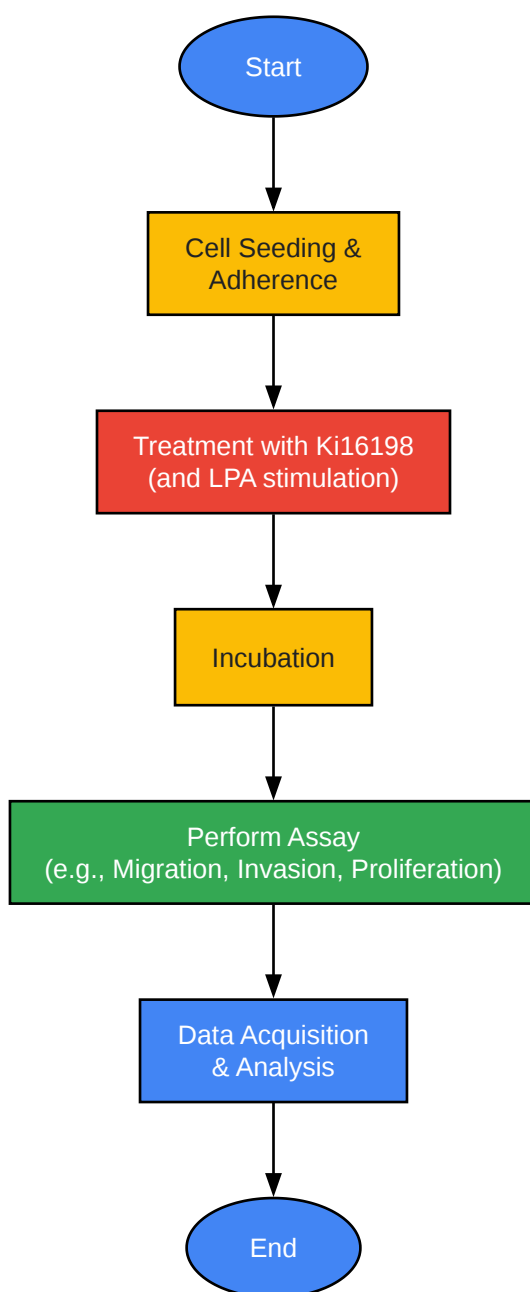 Start
Cell Seeding &
Adherence
Treatment with Ki16198
(and LPA stimulation)
Incubation
Perform Assay
(e.g., Migration, Invasion, Proliferation)
Data Acquisition
& Analysis
End